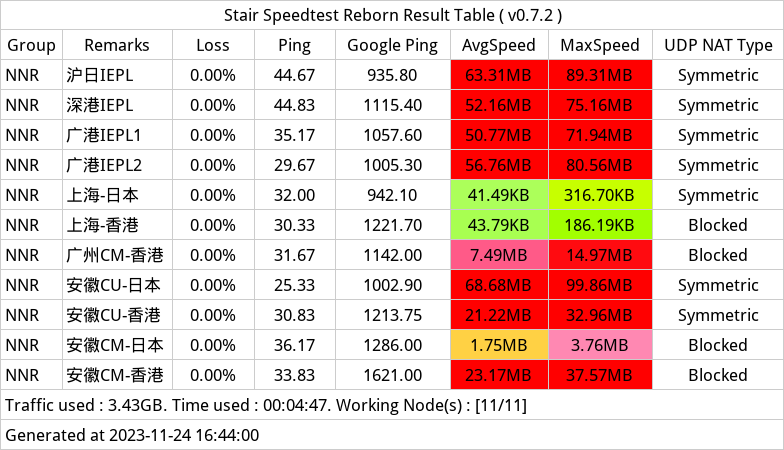 Stair Speedtest Reborn Result Table ( v0.7.2 )
Group Remarks Loss Ping Google Ping AvgSpeed MaxSpeed UDP NAT Type
NNR 沪日IEPL 0.00% 44.67 935.80 63.31MB 89.31MB Symmetric
NNR 深港IEPL 0.00% 44.83 1115.40 52.16MB 75.16MB Symmetric
NNR 广港IEPL1 0.00% 35.17 1057.60 50.77MB 71.94MB Symmetric
NNR 广港IEPL2 0.00% 29.67 1005.30 56.76MB 80.56MB Symmetric
NNR 上海-日本 0.00% 32.00 942.10 41.49KB 316.70KB Symmetric
NNR 上海-香港 0.00% 30.33 1221.70 43.79KB 186.19KB Blocked
NNR 广州CM-香港 0.00% 31.67 1142.00 7.49MB 14.97MB Blocked
NNR 安徽CU-日本 0.00% 25.33 1002.90 68.68MB 99.86MB Symmetric
NNR 安徽CU-香港 0.00% 30.83 1213.75 21.22MB 32.96MB Symmetric
NNR 安徽CM-日本 0.00% 36.17 1286.00 1.75MB 3.76MB Blocked
NNR 安徽CM-香港 0.00% 33.83 1621.00 23.17MB 37.57MB Blocked
Traffic used : 3.43GB. Time used : 00:04:47. Working Node(s) : [11/11]
Generated at 2023-11-24 16:44:00